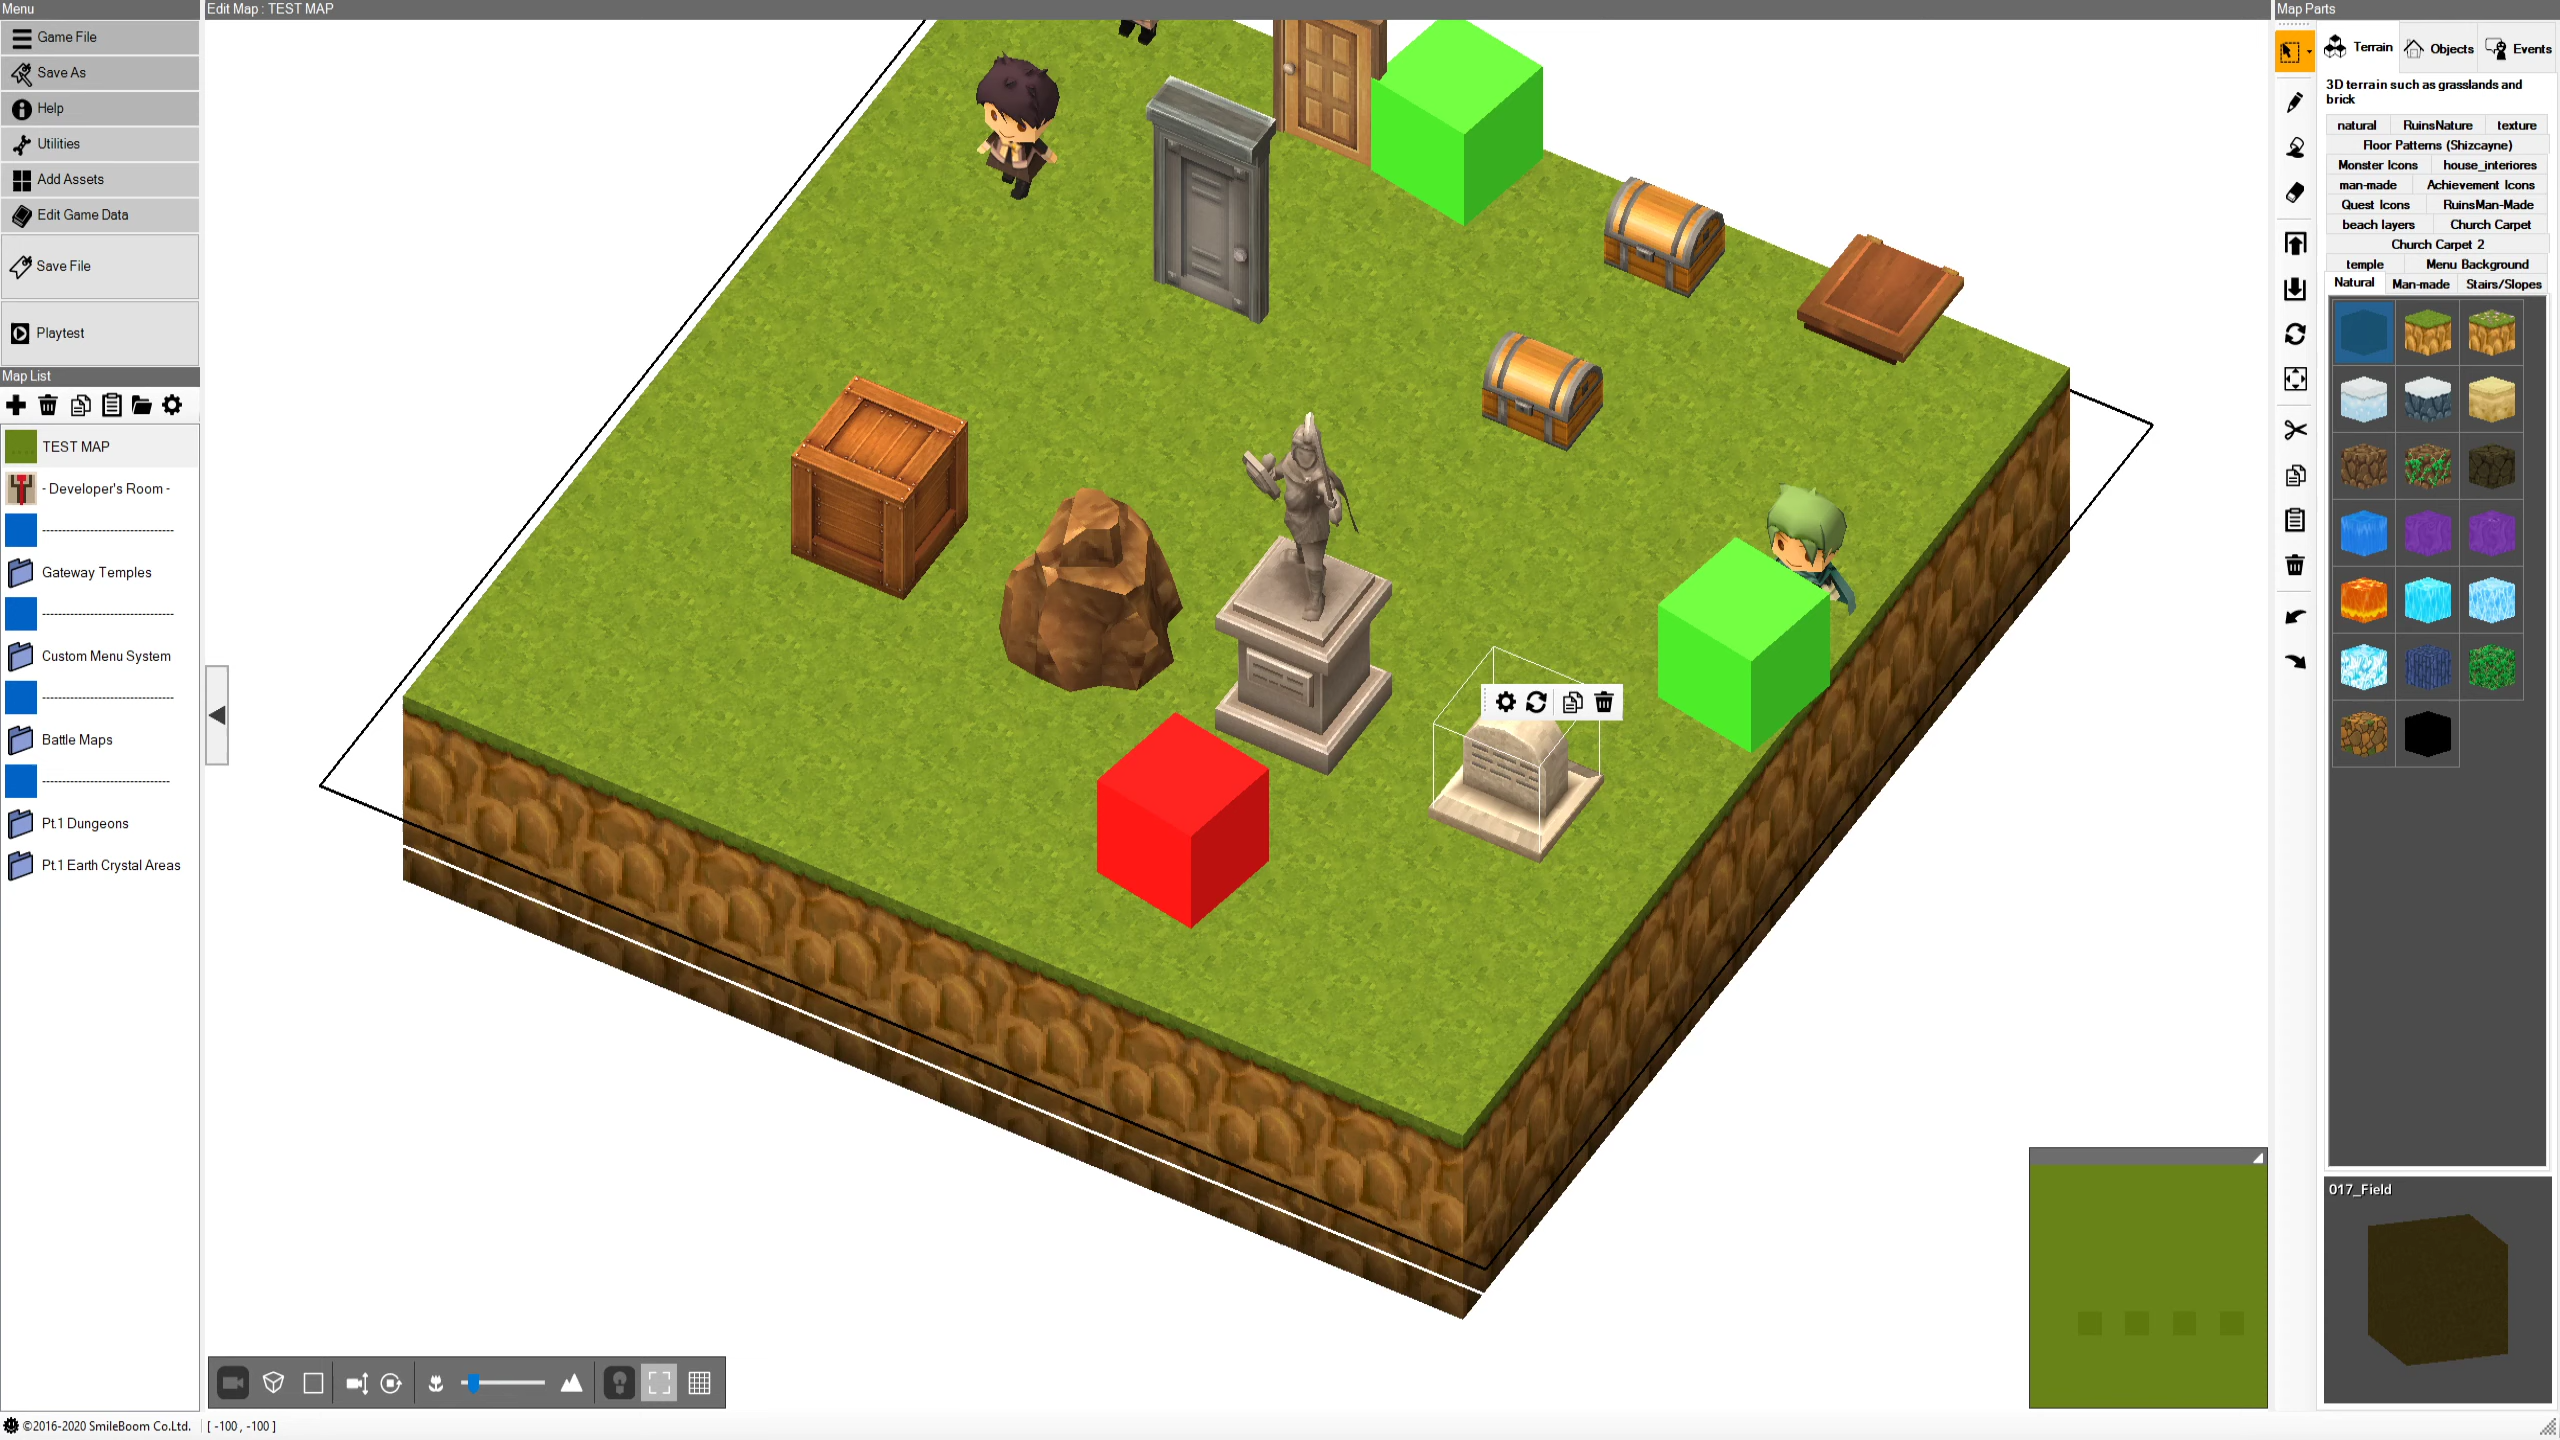 Menu
Game File
Save As
Help
Utilities
Add Assets
Edit Game Data
Save File
Playtest
Map List
TEST MAP
- Developer's Room -
---------------------------------
Gateway Temples
---------------------------------
Custom Menu System
---------------------------------
Battle Maps
--------------------------------
Pt.1 Dungeons
Pt.1 Earth Crystal Areas
©2016-2020 SmileBoom Co.Ltd.
[ -100 , -100 ]
Edit Map : TEST MAP
Map Parts
Terrain Objects Events
3D terrain such as grasslands and
brick
natural RuinsNature texture
Floor Patterns (Shizcayne)
Monster Icons house_interiores
man-made Achievement Icons
Quest Icons RuinsMan-Made
beach layers Church Carpet
Church Carpet 2
temple Menu Background
Natural Man-made Stairs/Slopes
017_Field